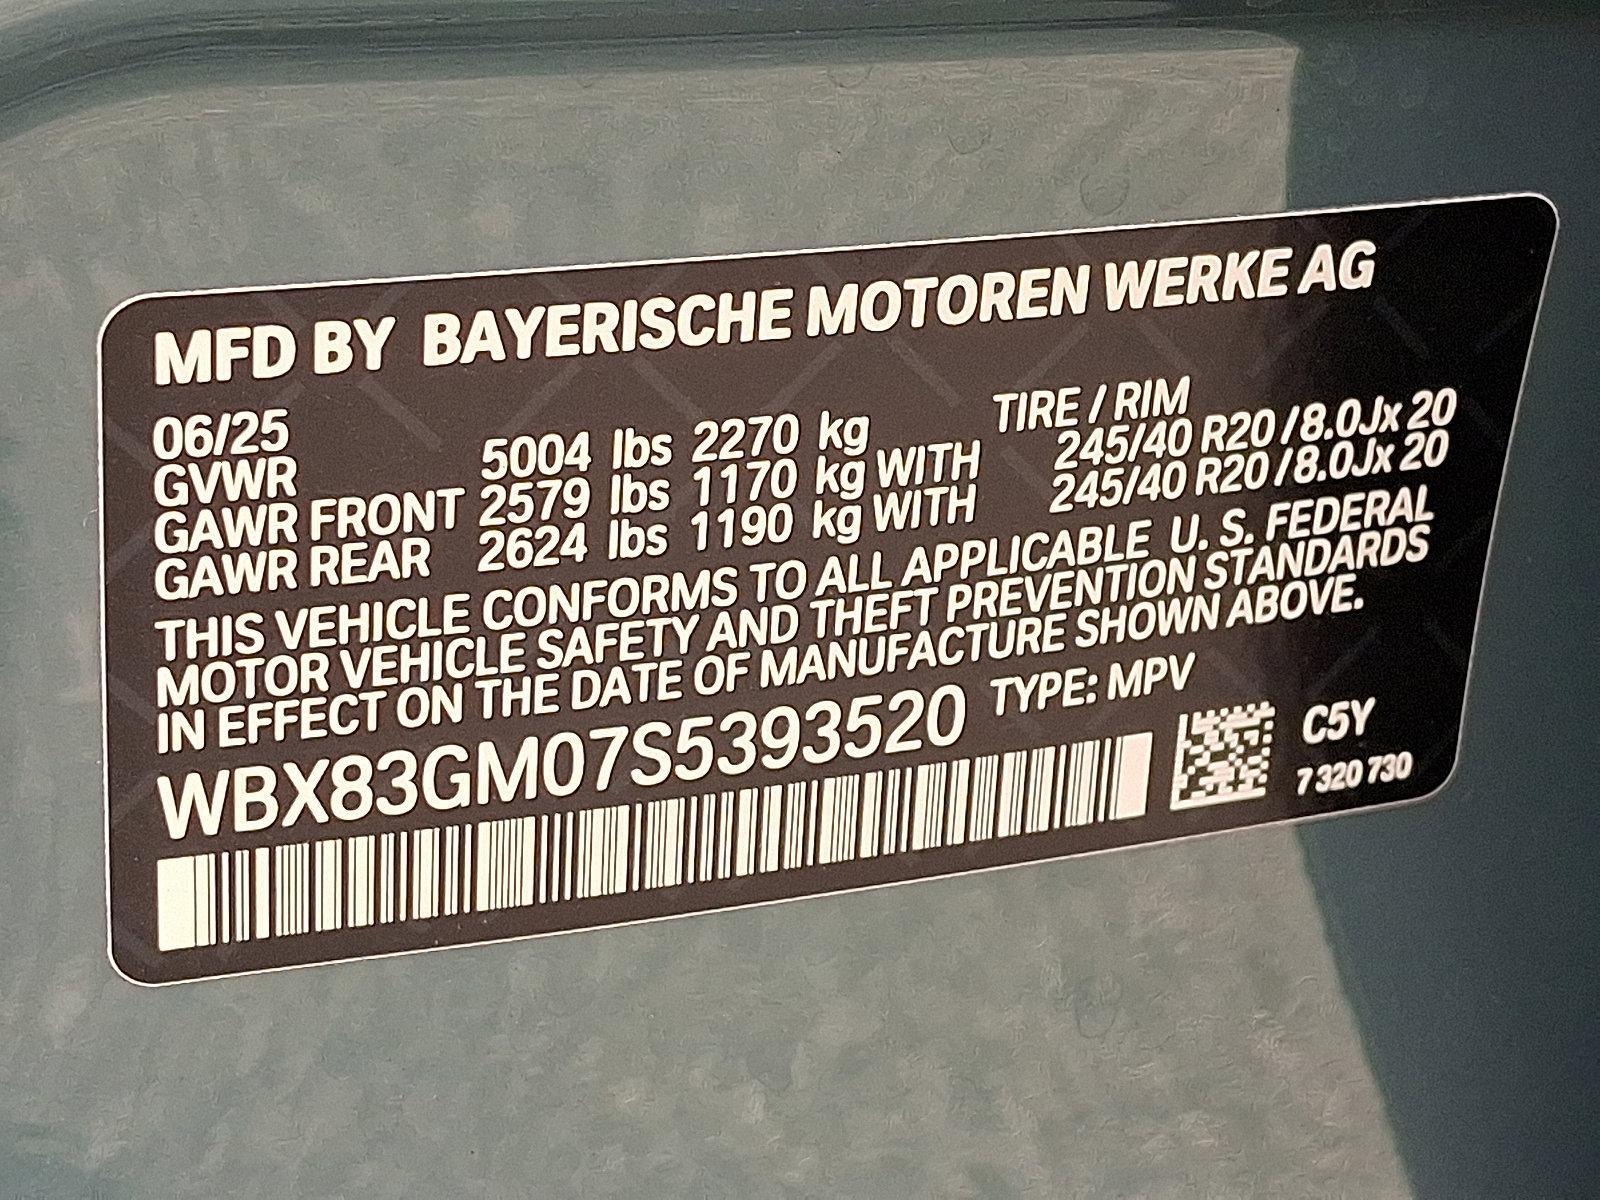 MFD BY BAYERISCHE MOTOREN WERKE AG
06/25 TIRE / RIM
GVWR 5004 lbs 2270 kg
GAWR FRONT 2579 lbs 1170 kg WITH 245/40 R20 / 8.0Jx 20
GAWR REAR 2624 lbs 1190 kg WITH 245/40 R20 / 8.0Jx 20
THIS VEHICLE CONFORMS TO ALL APPLICABLE U. S. FEDERAL
MOTOR VEHICLE SAFETY AND THEFT PREVENTION STANDARDS
IN EFFECT ON THE DATE OF MANUFACTURE SHOWN ABOVE.
WBX83GM07S5393520 TYPE: MPV
C5Y
7 320 730